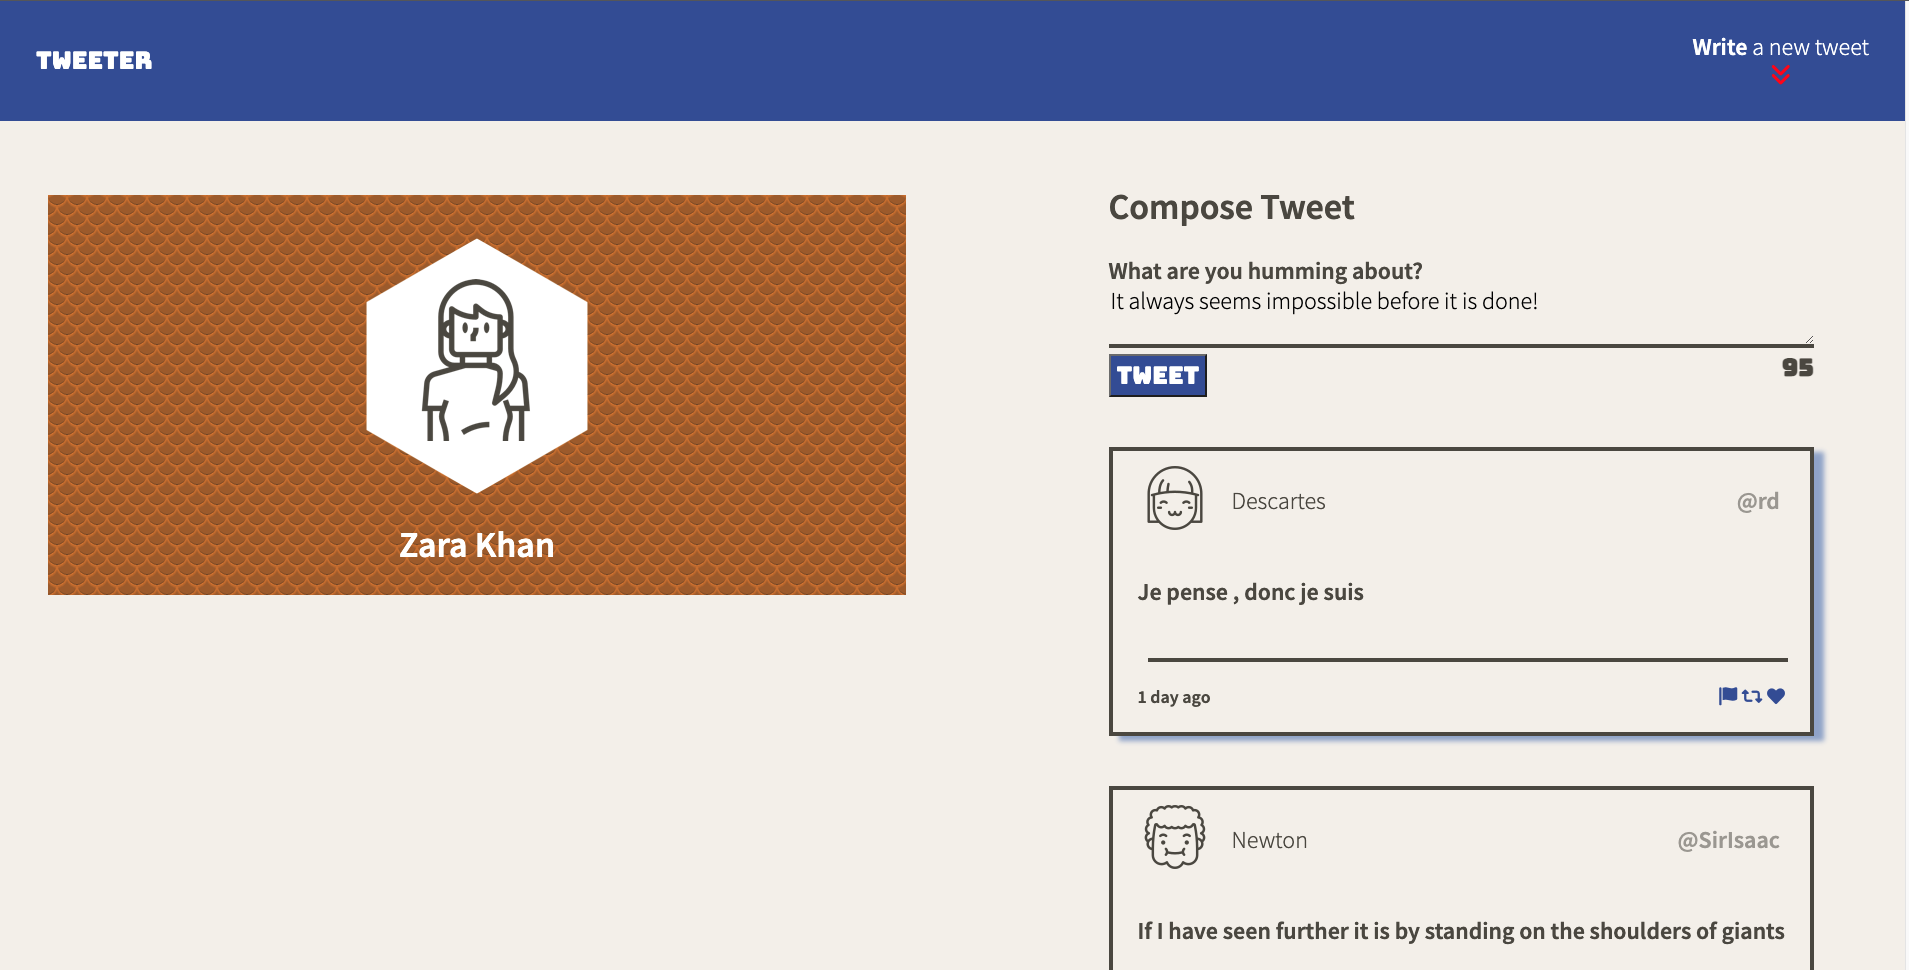 TWEETER
Write a new tweet
Zara Khan
Compose Tweet
What are you humming about?
It always seems impossible before it is done!
TWEET
95
Descartes
@rd
Je pense , donc je suis
1 day ago
Newton
@SirIsaac
If I have seen further it is by standing on the shoulders of giants